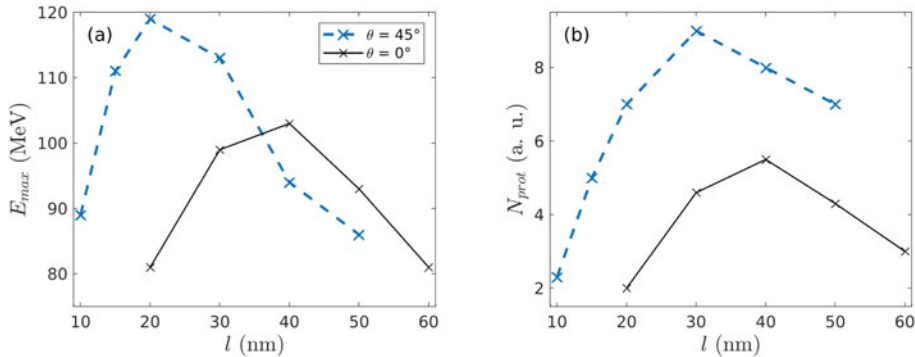 (a)
θ = 45°
θ = 0°
120
110
100
90
80
E_max (MeV)
10 20 30 40 50 60
l (nm)
(b)
8
6
4
2
N_prot (a. u.)
10 20 30 40 50 60
l (nm)